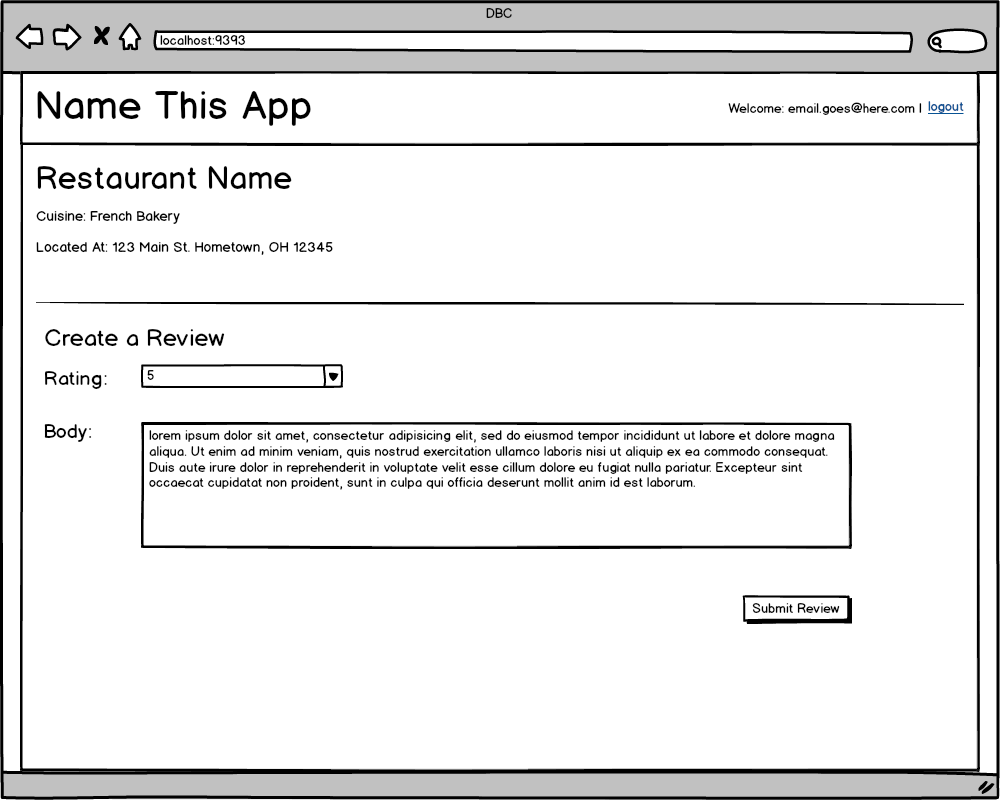 DBC
localhost:9393
Name This App
Welcome: email.goes@here.com | logout
Restaurant Name
Cuisine: French Bakery
Located At: 123 Main St. Hometown, OH 12345
Create a Review
Rating: 5
Body:
lorem ipsum dolor sit amet, consectetur adipisicing elit, sed do eiusmod tempor incididunt ut labore et dolore magna
aliqua. Ut enim ad minim veniam, quis nostrud exercitation ullamco laboris nisi ut aliquip ex ea commodo consequat.
Duis aute irure dolor in reprehenderit in voluptate velit esse cillum dolore eu fugiat nulla pariatur. Excepteur sint
occaecat cupidatat non proident, sunt in culpa qui officia deserunt mollit anim id est laborum.
Submit Review